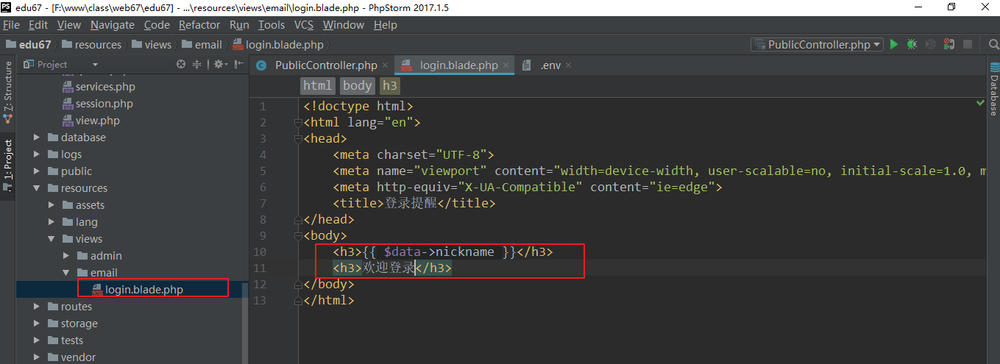 edu67 - [F:\www\class\web67\edu67] - ...\resources\views\email\login.blade.php - PhpStorm 2017.1.5
File Edit View Navigate Code Refactor Run Tools VCS Window Help
edu67 resources views email login.blade.php PublicController.php
Project PublicController.php login.blade.php .env
html body h3
services.php
session.php
view.php
database
logs
public
resources
assets
lang
views
admin
email
login.blade.php
routes
storage
tests
vendor
1 <!doctype html>
2 <html lang="en">
3 <head>
4 <meta charset="UTF-8">
5 <meta name="viewport" content="width=device-width, user-scalable=no, initial-scale=1.0, m
6 <meta http-equiv="X-UA-Compatible" content="ie=edge">
7 <title>登录提醒</title>
8 </head>
9 <body>
10 <h3>{{ $data->nickname }}</h3>
11 <h3>欢迎登录</h3>
12 </body>
13 </html>
Z: Structure
1: Project
Database